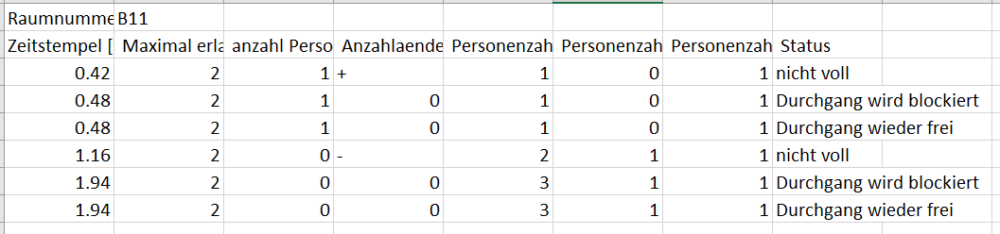 Raumnumme B11
Zeitstempel [ Maximal erla anzahl Perso Anzahlaende Personenzah Personenzah Personenzah Status
0.42 2 1 + 1 0 1 nicht voll
0.48 2 1 0 1 0 1 Durchgang wird blockiert
0.48 2 1 0 1 0 1 Durchgang wieder frei
1.16 2 0 - 2 1 1 nicht voll
1.94 2 0 0 3 1 1 Durchgang wird blockiert
1.94 2 0 0 3 1 1 Durchgang wieder frei